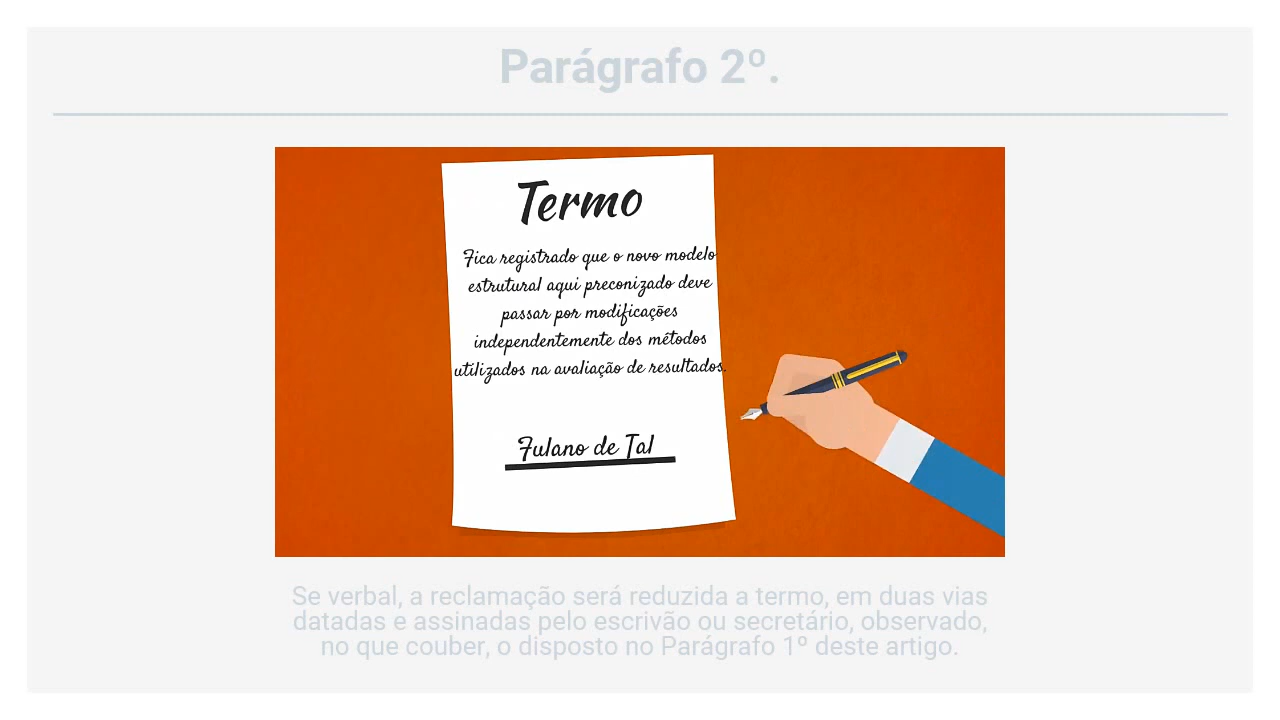 Parágrafo 2º.
Termo
Fica registrado que o novo modelo
estrutural aqui preconizado deve
passar por modificações
independentemente dos métodos
utilizados na avaliação de resultados.
Fulano de Tal
Se verbal, a reclamação será reduzida a termo, em duas vias
datadas e assinadas pelo escrivão ou secretário, observado,
no que couber, o disposto no Parágrafo 1º deste artigo.